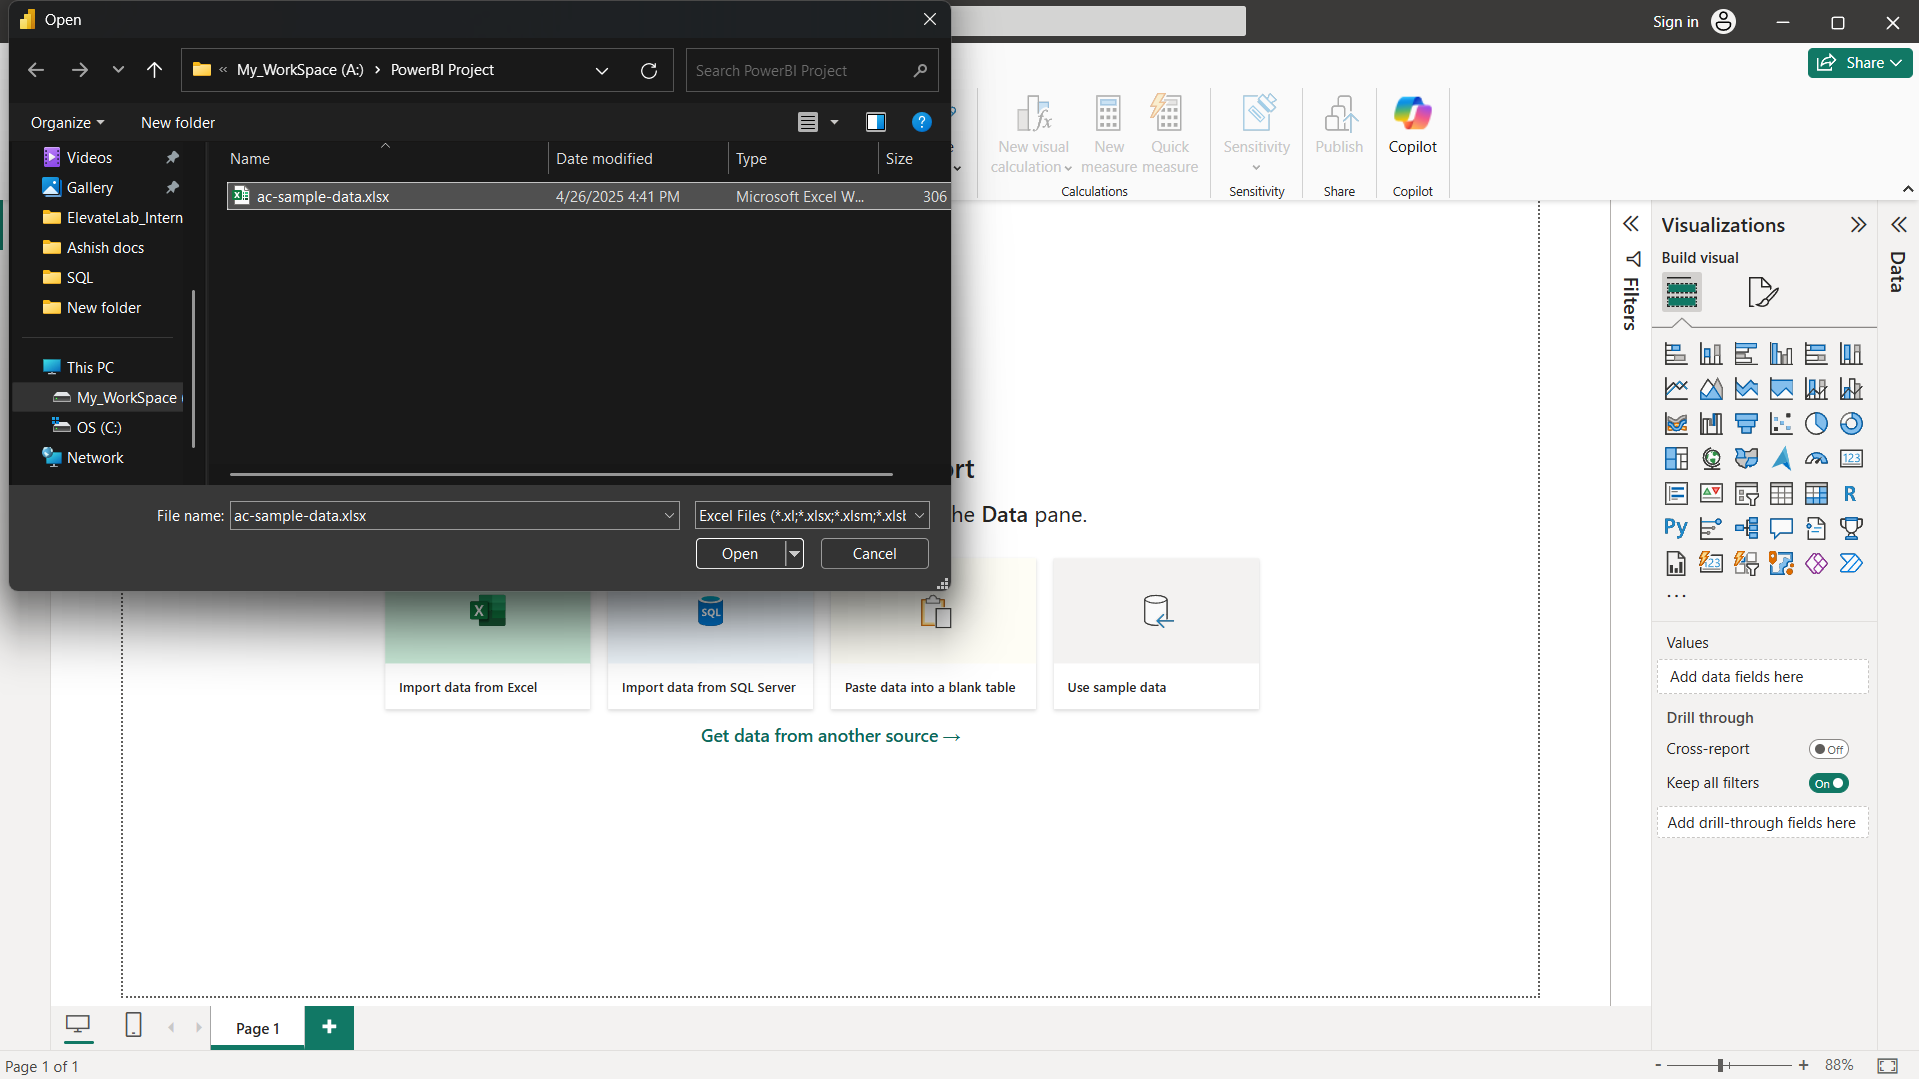 Open
My_WorkSpace (A:) > PowerBI Project
Search PowerBI Project
Organize
New folder
Name
Date modified
Type
Size
ac-sample-data.xlsx
4/26/2025 4:41 PM
Microsoft Excel W...
306
Videos
Gallery
ElevateLab_Intern
Ashish docs
SQL
New folder
This PC
My_WorkSpace (
OS (C:)
Network
File name:
ac-sample-data.xlsx
Excel Files (*.xl;*.xlsx;*.xlsm;*.xlsb
Open
Cancel
Sign in
Share
New visual
calculation
New
measure
Quick
measure
Calculations
Sensitivity
Sensitivity
Publish
Share
Copilot
Copilot
Data pane.
Import data from Excel
SQL
Import data from SQL Server
Paste data into a blank table
Use sample data
Get data from another source →
Filters
Visualizations
Build visual
123
R
Py
123
...
Values
Add data fields here
Drill through
Cross-report
Off
Keep all filters
On
Add drill-through fields here
Data
Page 1
+
Page 1 of 1
-
+
88%